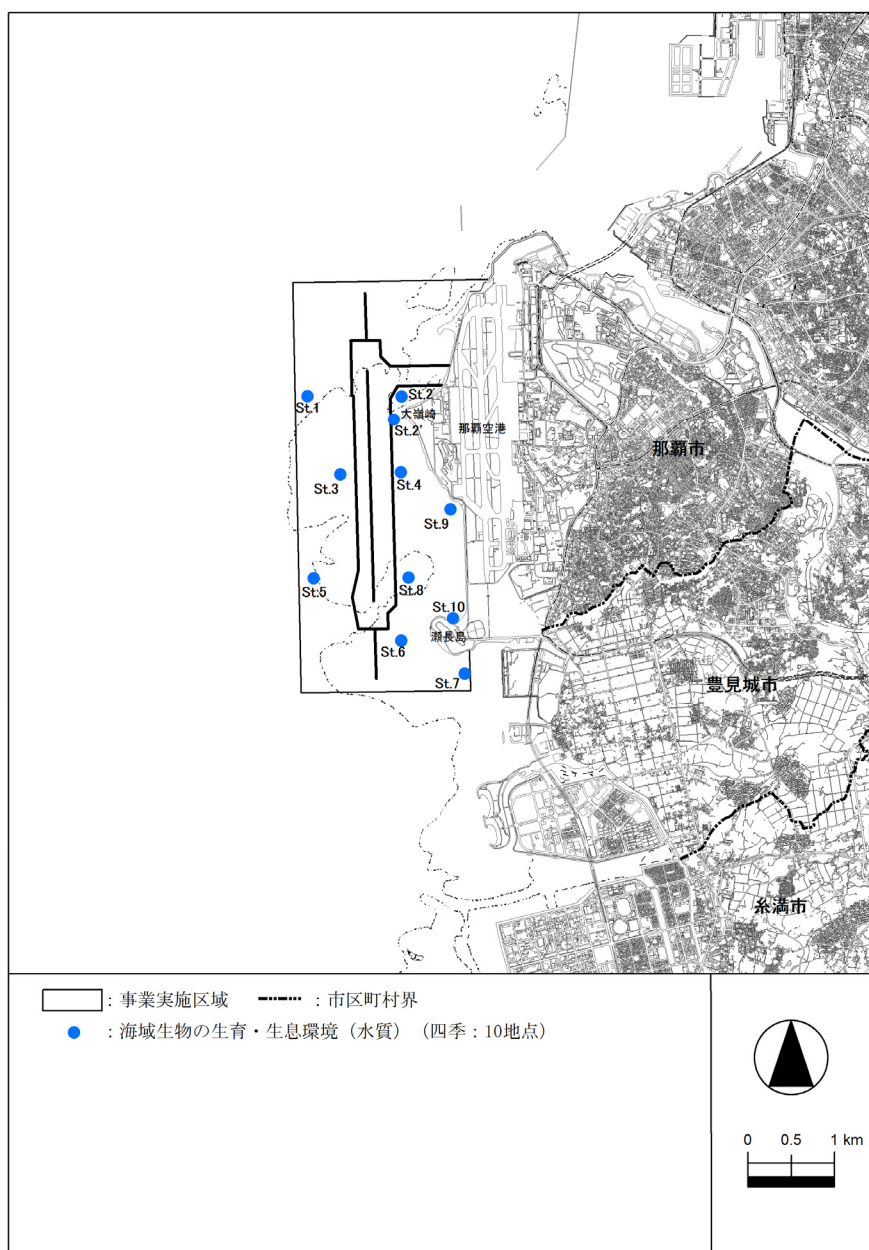 St.1
St.2
大嶺崎
St.2'
那覇空港
那覇市
St.3
St.4
St.9
St.5
St.8
St.10
瀬長島
St.6
St.7
豊見城市
糸満市
：事業実施区域
：市区町村界
：海域生物の生育・生息環境（水質）（四季：10地点）
0 0.5 1 km